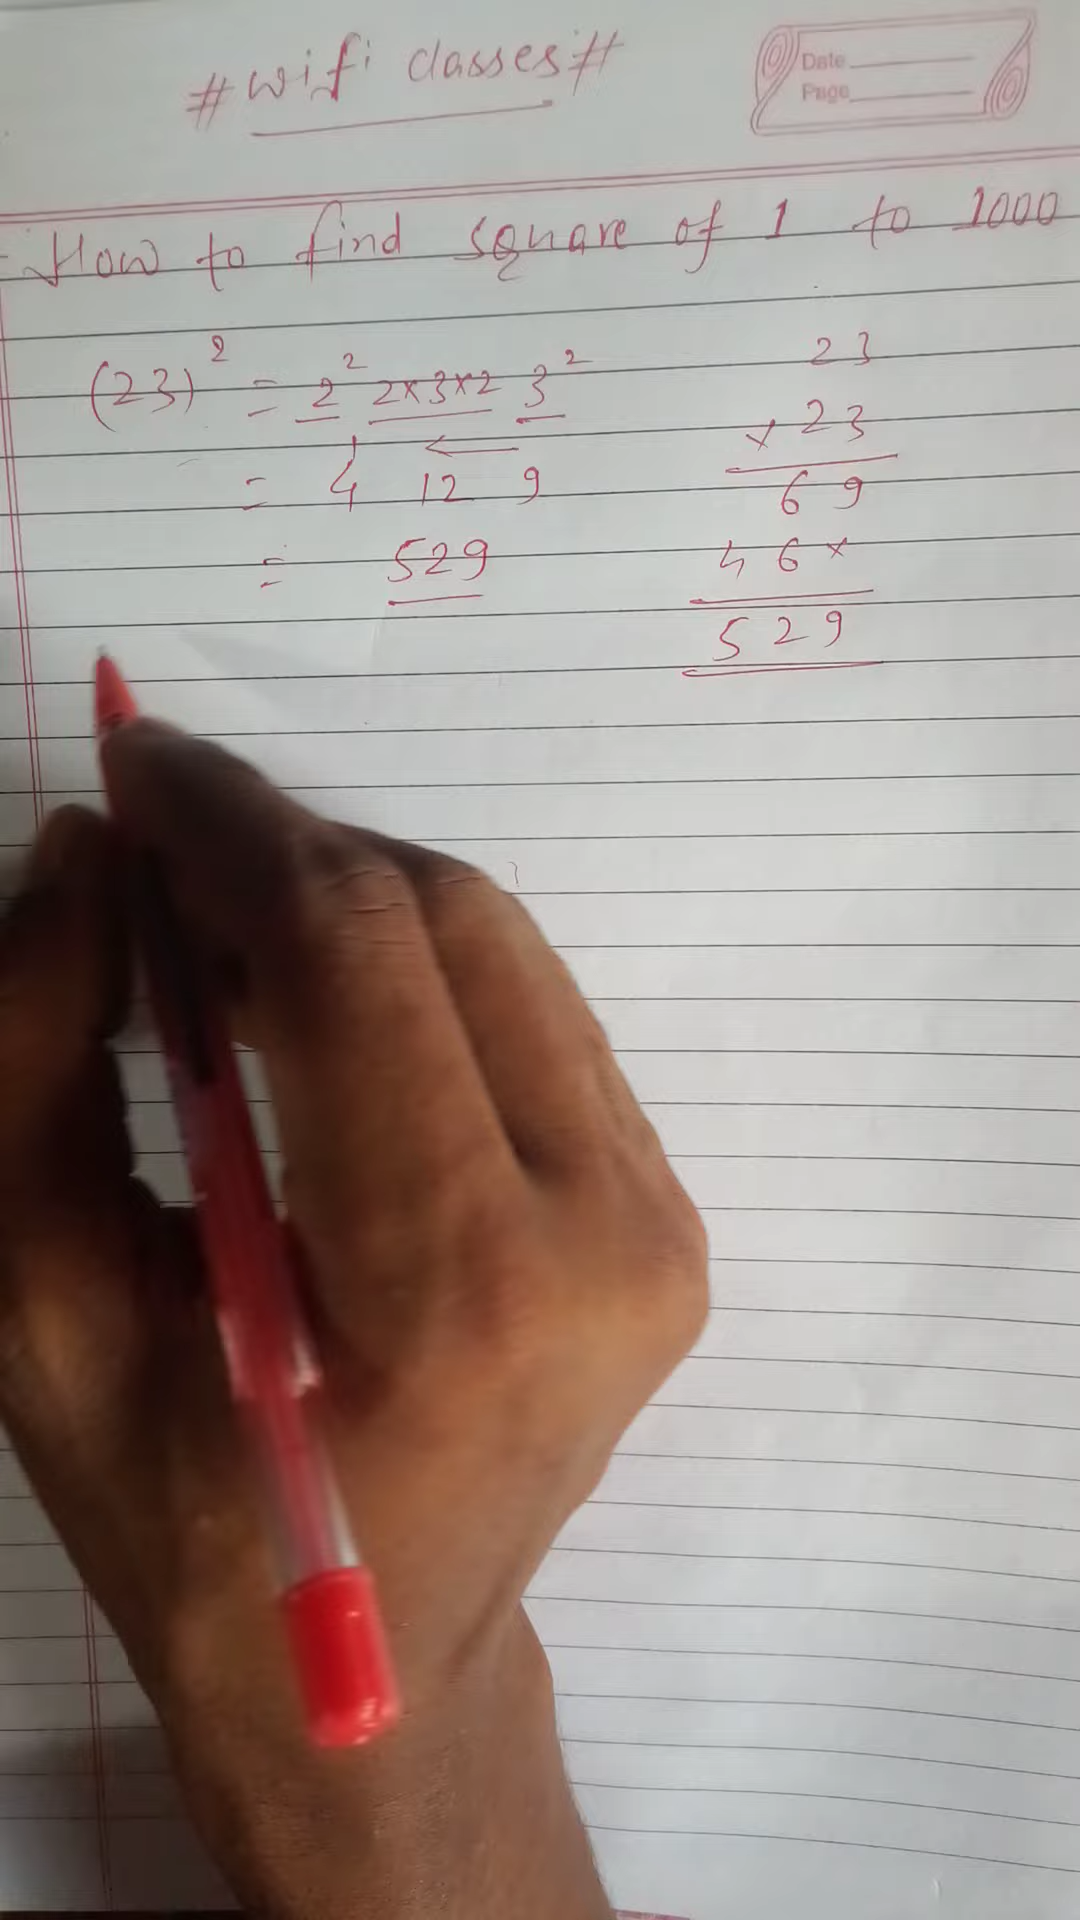 #wifi classes#
Date
Page
How to find square of 1 to 1000
(23)² = 2² 2×3×2 3²
= 4 12 9
= 529
23
×23
69
46×
529